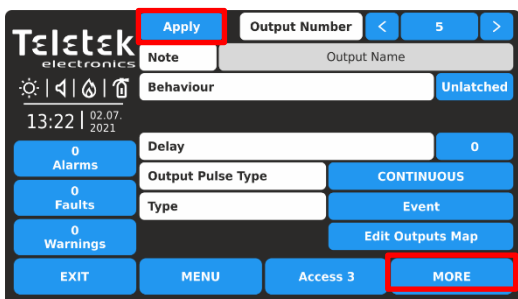 Teletek
electronics
Apply
Output Number
<
5
>
Note
Output Name
Behaviour
Unlatched
13:22 | 02.07.
2021
0
Alarms
Delay
0
Output Pulse Type
CONTINUOUS
0
Faults
Type
Event
0
Warnings
Edit Outputs Map
EXIT
MENU
Access 3
MORE